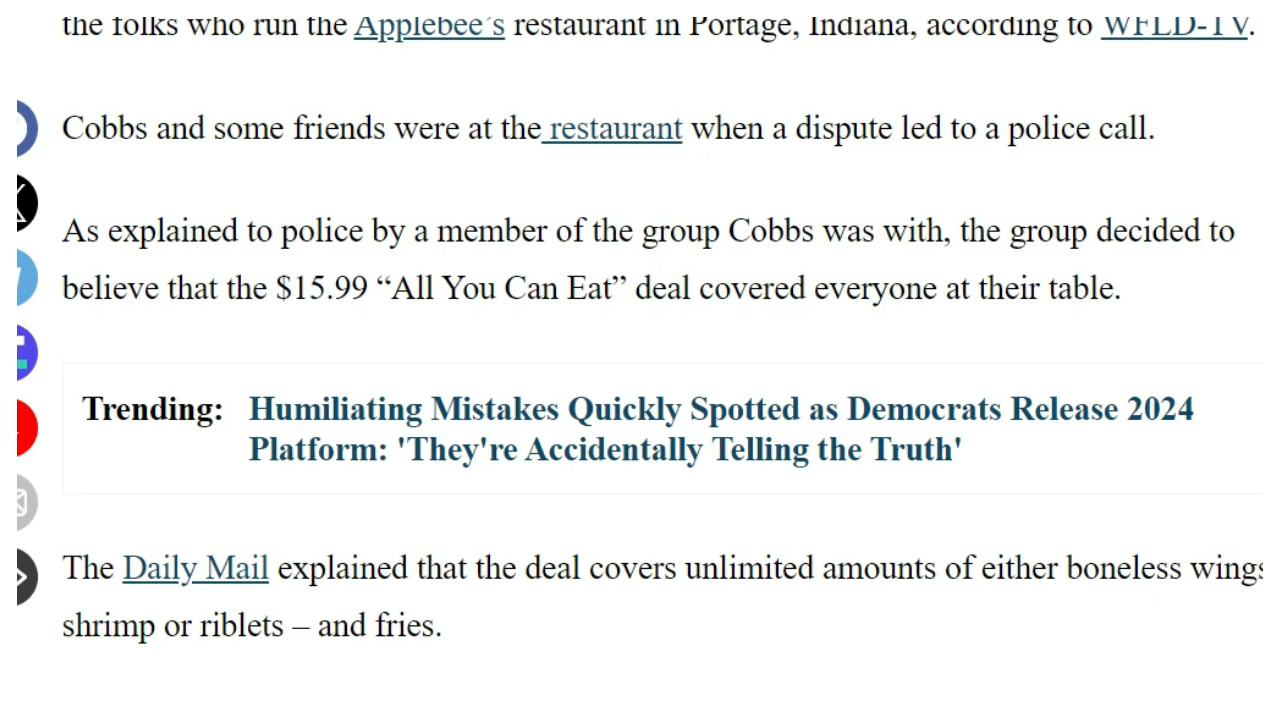 the folks who run the Applebee's restaurant in Portage, Indiana, according to WFLD-TV.
Cobbs and some friends were at the restaurant when a dispute led to a police call.
As explained to police by a member of the group Cobbs was with, the group decided to
believe that the $15.99 “All You Can Eat” deal covered everyone at their table.
Trending: Humiliating Mistakes Quickly Spotted as Democrats Release 2024
Platform: 'They're Accidentally Telling the Truth'
The Daily Mail explained that the deal covers unlimited amounts of either boneless wings
shrimp or riblets – and fries.